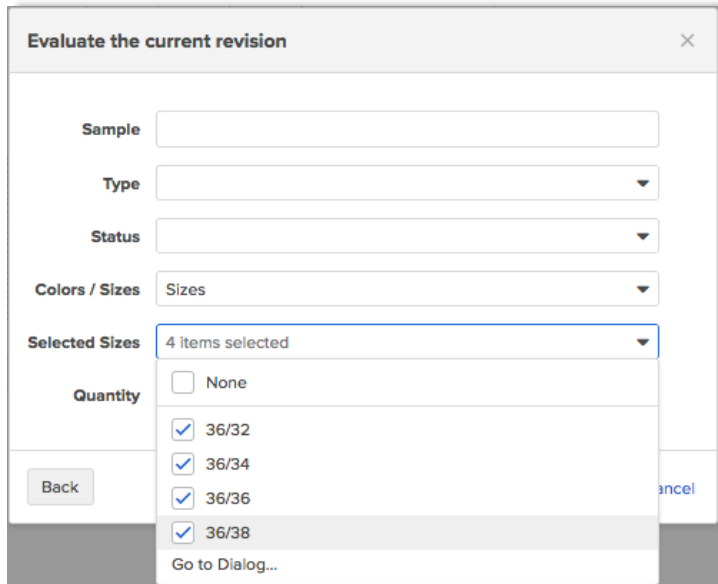 Evaluate the current revision
Sample
Type
Status
Colors / Sizes Sizes
Selected Sizes 4 items selected
None
Quantity
36/32
36/34
Back
36/36
36/38
Go to Dialog...